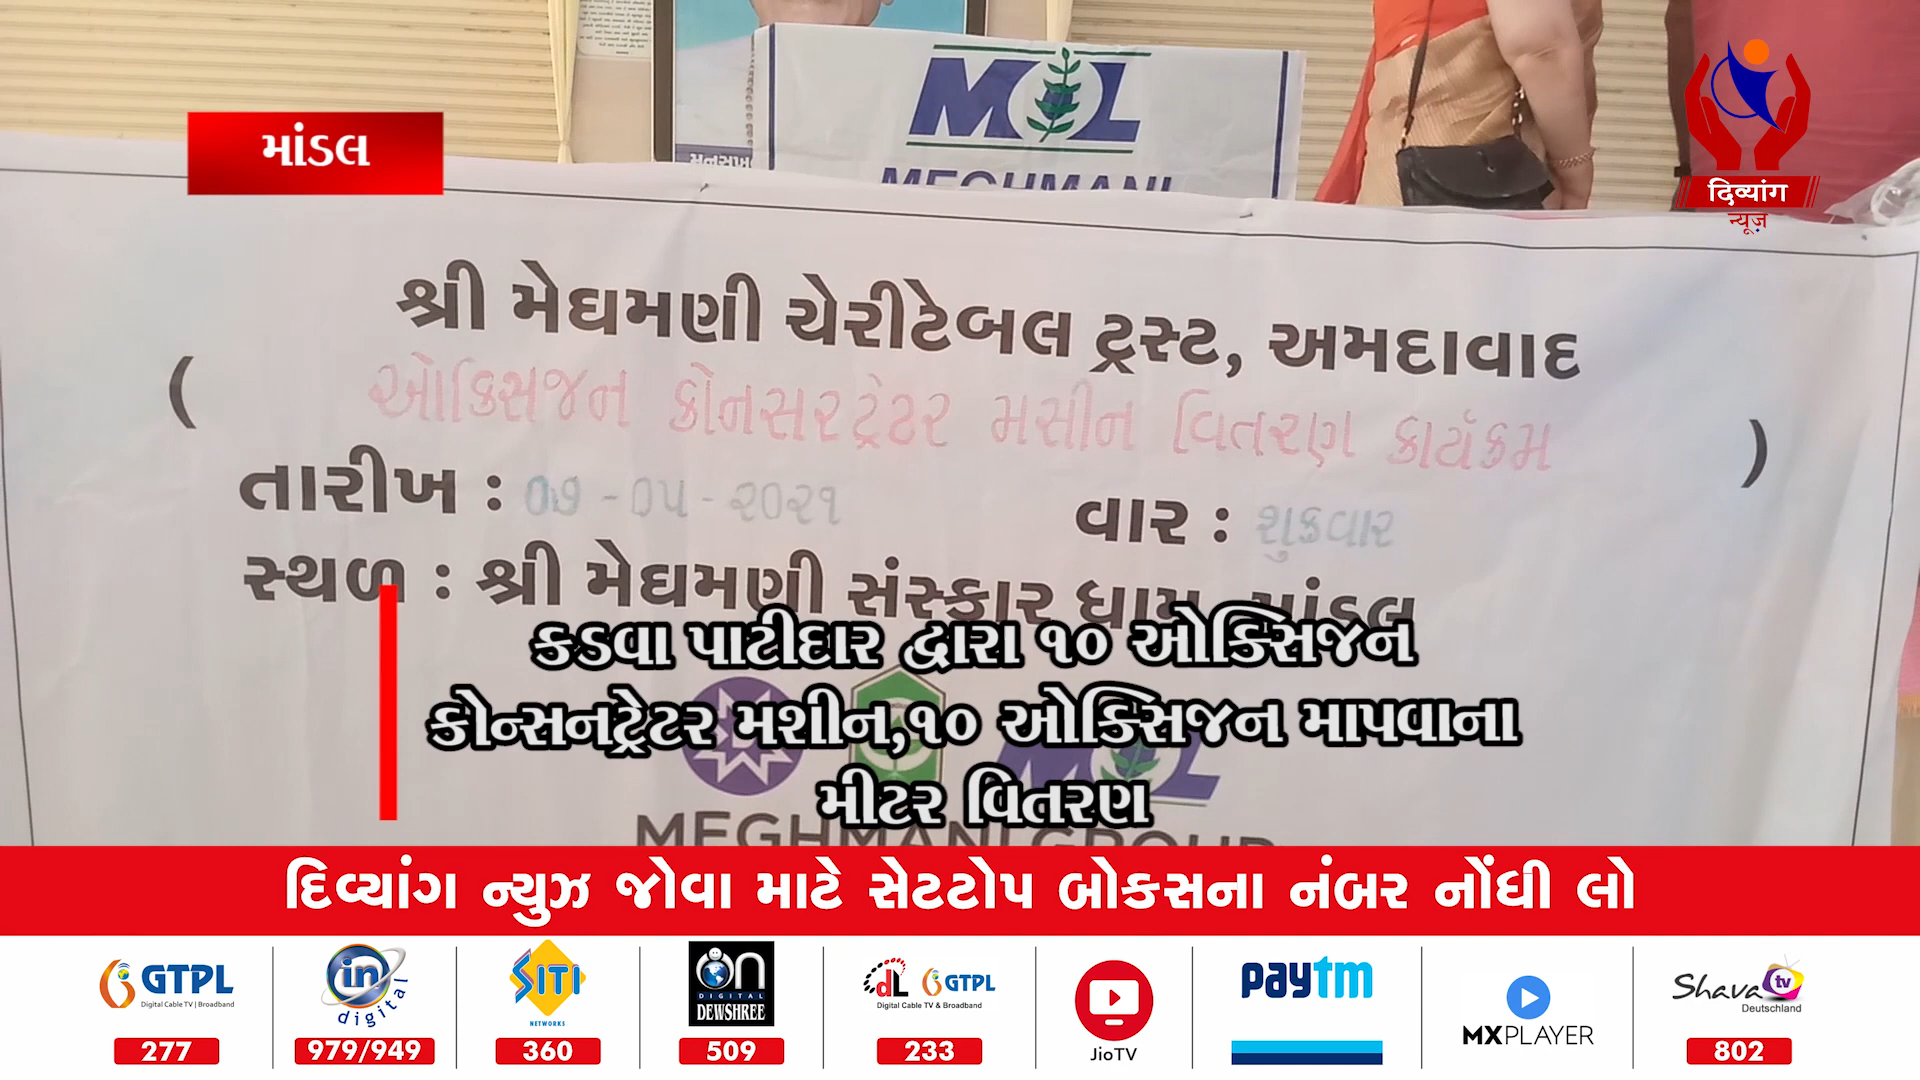 MOL
MEGHMANI
માંડલ
दिव्यांग
न्यूज़
શ્રી મેઘમણી ચેરીટેબલ ટ્રસ્ટ, અમદાવાદ
( ઓક્સિજન કોનસરટ્રેટર મસીન વિતરણ કાર્યક્રમ )
તારીખ : ૦૭-૦૫-૨૦૨૧ વાર : શુક્રવાર
સ્થળ : શ્રી મેઘમણી સંસ્કાર ધામ, માંડલ
કડવા પાટીદાર દ્વારા ૧૦ ઓક્સિજન
કોન્સનટ્રેટર મશીન,૧૦ ઓક્સિજન માપવાના
મીટર વિતરણ
MOL
MEGHMANI GROUP
દિવ્યાંગ ન્યુઝ જોવા માટે સેટટોપ બોકસના નંબર નોંધી લો
GTPL
Digital Cable TV | Broadband
277
in digital
979/949
SITI
NETWORKS
360
ON
DIGITAL
DEWSHREE
509
dL GTPL
Digital Cable TV & Broadband
233
JioTV
paytm
MXPLAYER
Shava tv
Deutschland
802